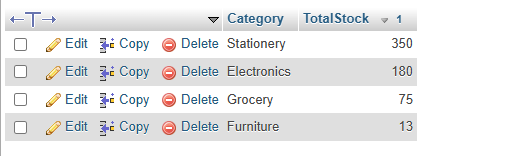 Category TotalStock 1
Edit Copy Delete Stationery 350
Edit Copy Delete Electronics 180
Edit Copy Delete Grocery 75
Edit Copy Delete Furniture 13